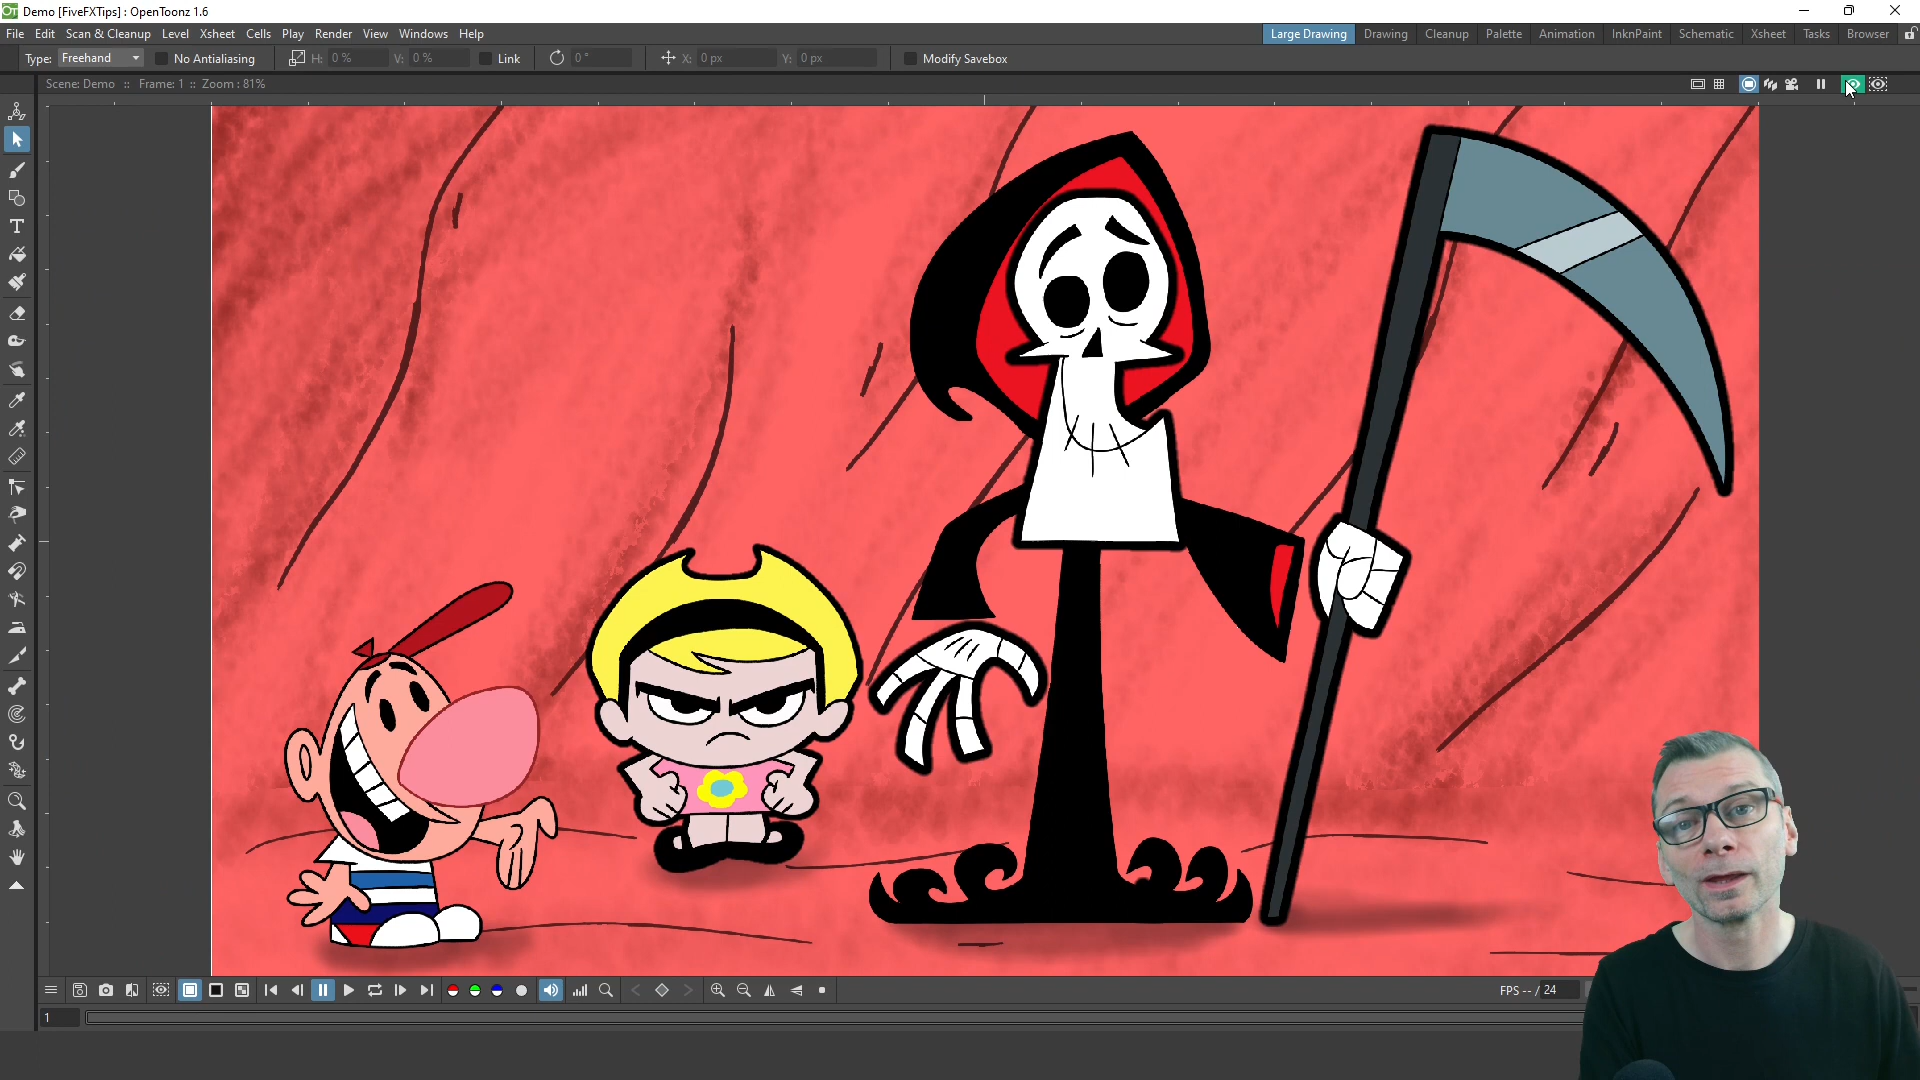 OT Demo [FiveFXTips] : OpenToonz 1.6
File Edit Scan & Cleanup Level Xsheet Cells Play Render View Windows Help
Large Drawing Drawing Cleanup Palette Animation InknPaint Schematic Xsheet Tasks Browser
Type: Freehand No Antialiasing H: 0 % V: 0 % Link 0 ° X: 0 px Y: 0 px Modify Savebox
Scene: Demo :: Frame: 1 :: Zoom : 81%
T
FPS -- / 24
1